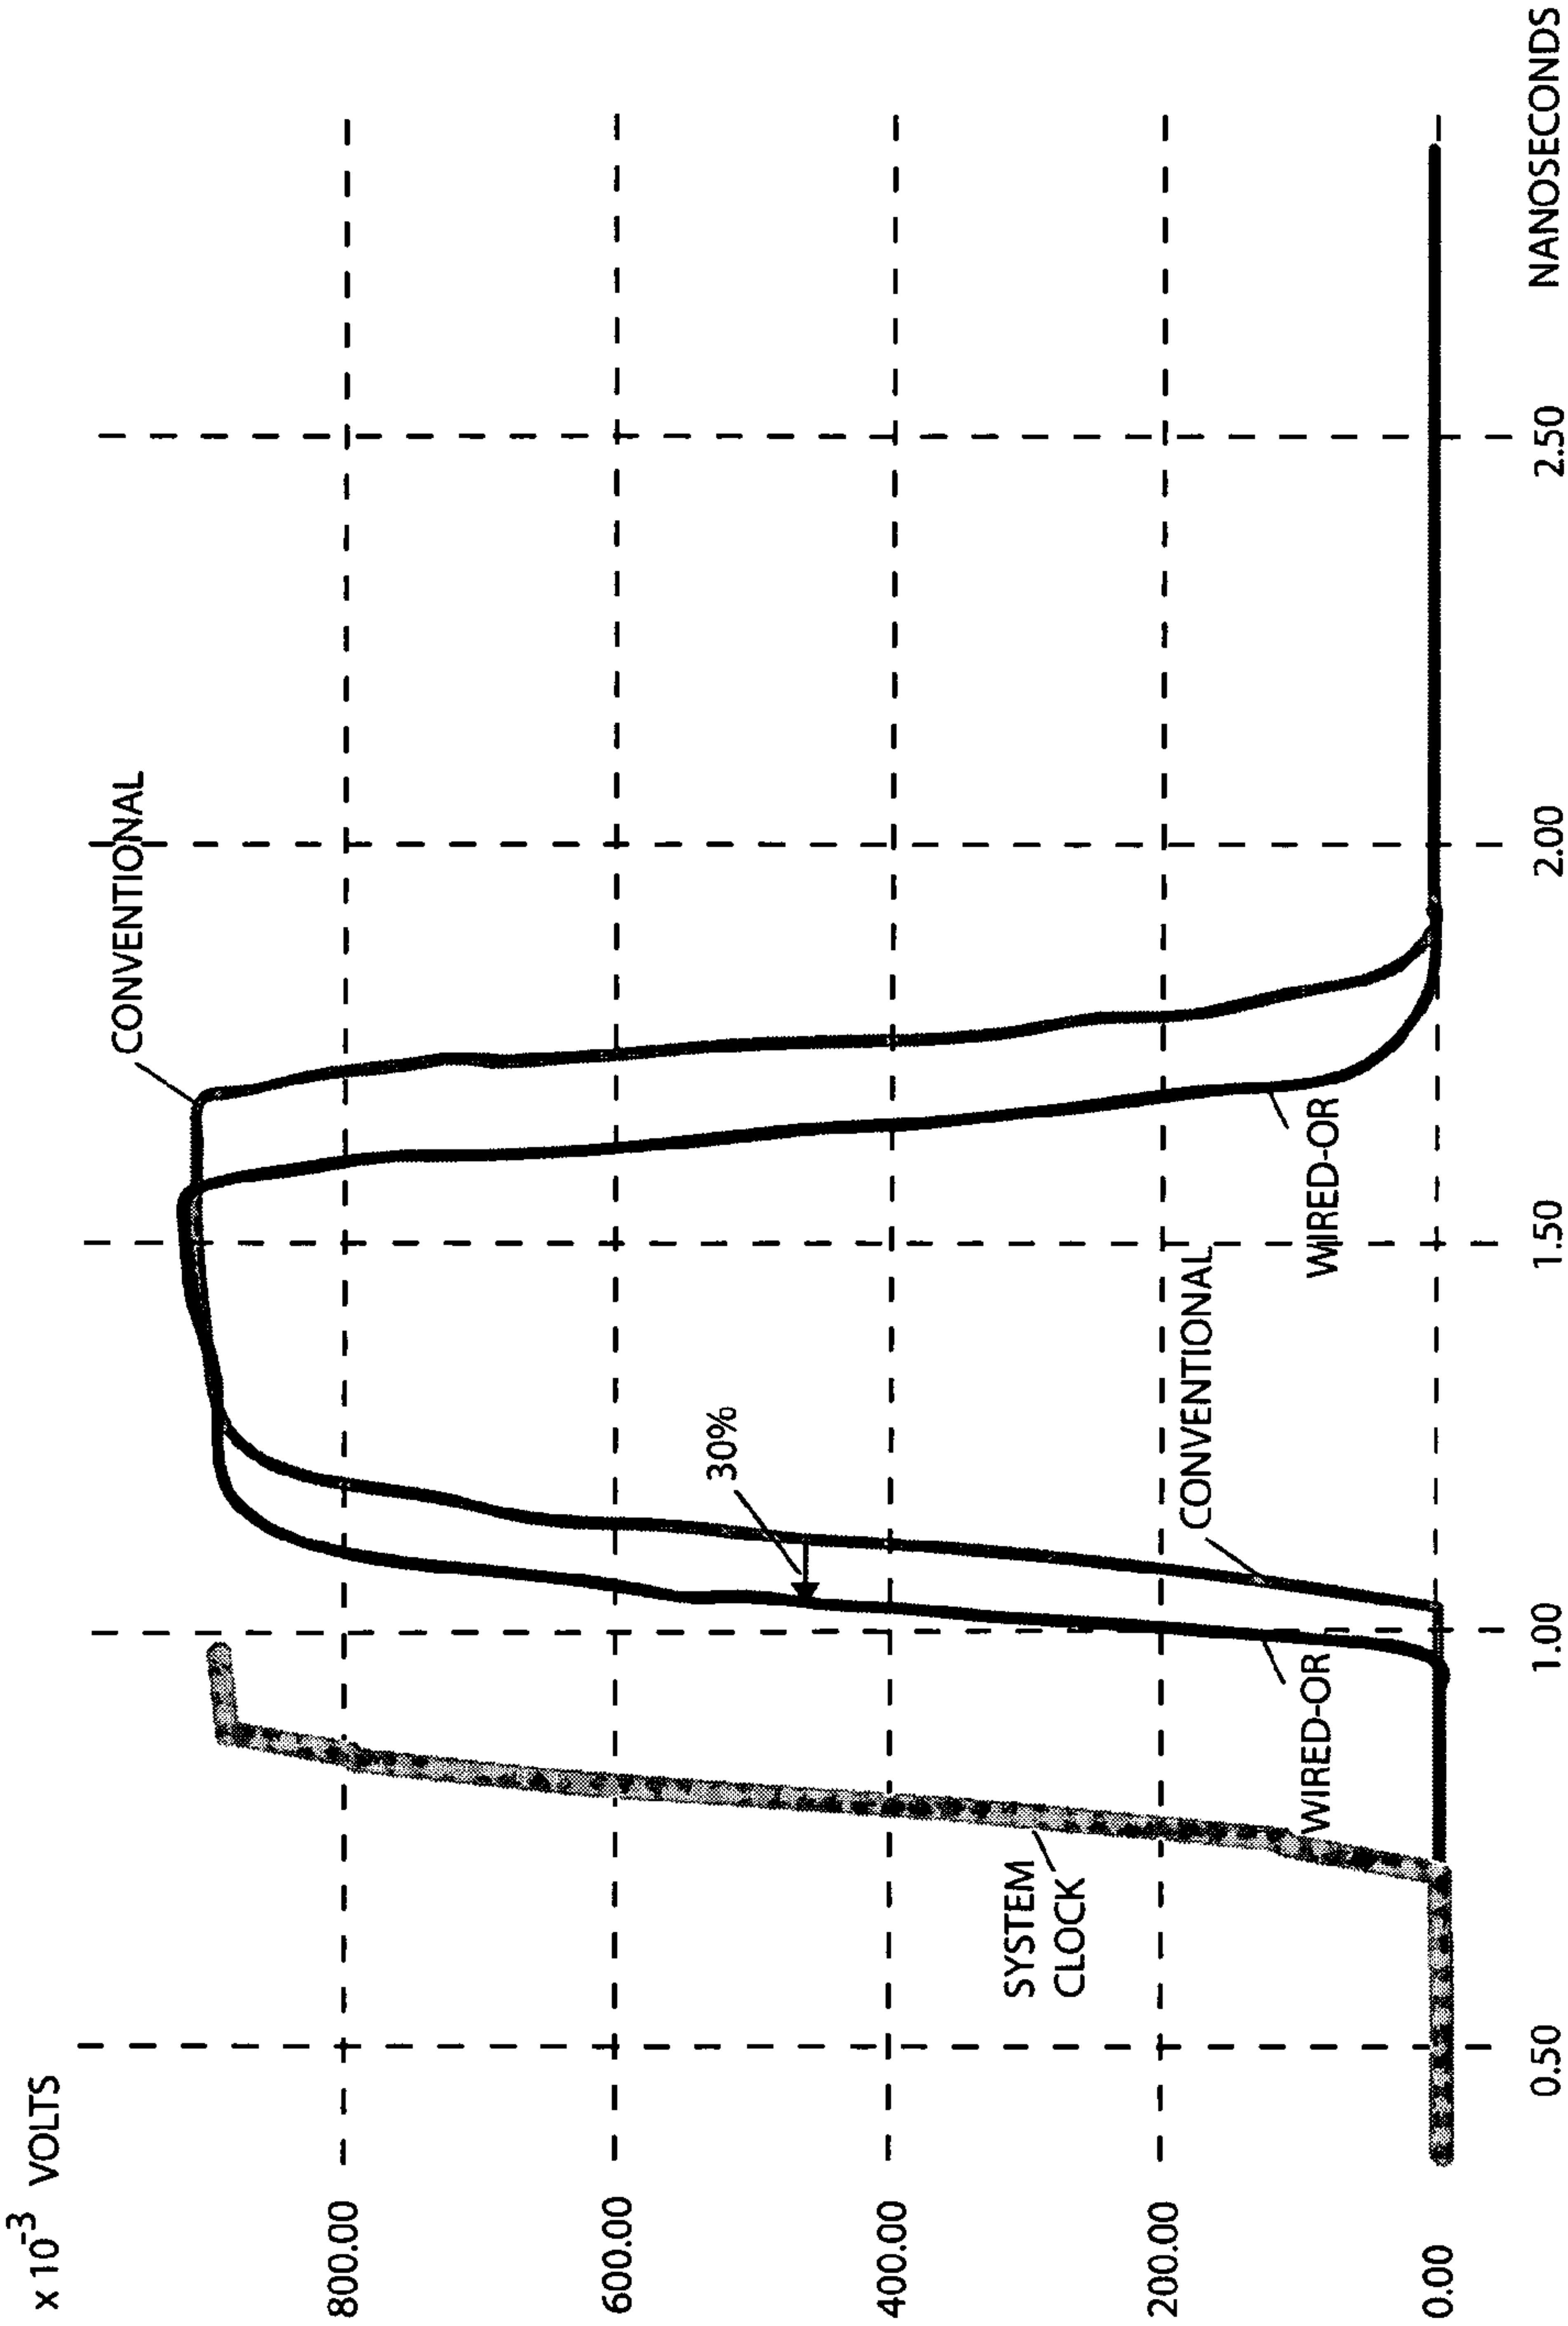 x 10-3 VOLTS
800.00
600.00
400.00
200.00
0.00
CONVENTIONAL
30%
SYSTEM
CLOCK
WIRED-OR
CONVENTIONAL
WIRED-OR
0.50
1.00
1.50
2.00
2.50
NANOSECONDS